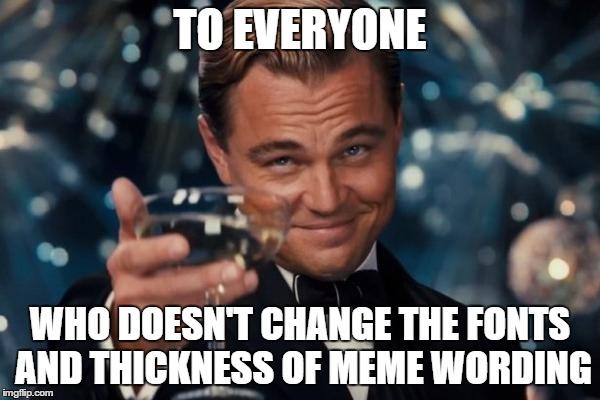 TO EVERYONE
WHO DOESN'T CHANGE THE FONTS
AND THICKNESS OF MEME WORDING
imgflip.com